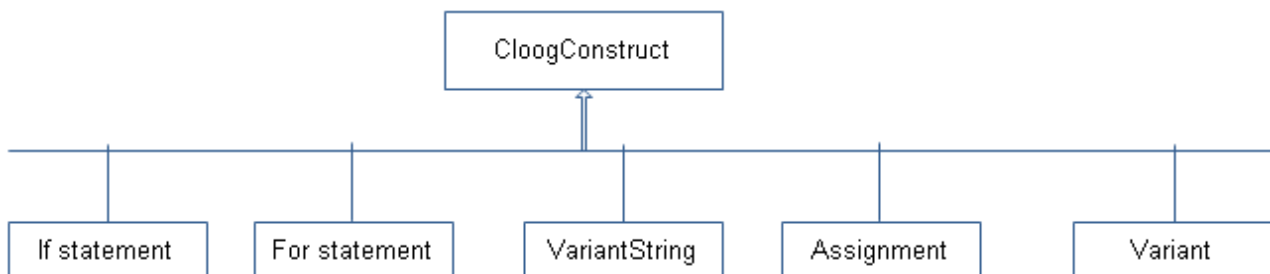 CloogConstruct
If statement
For statement
VariantString
Assignment
Variant